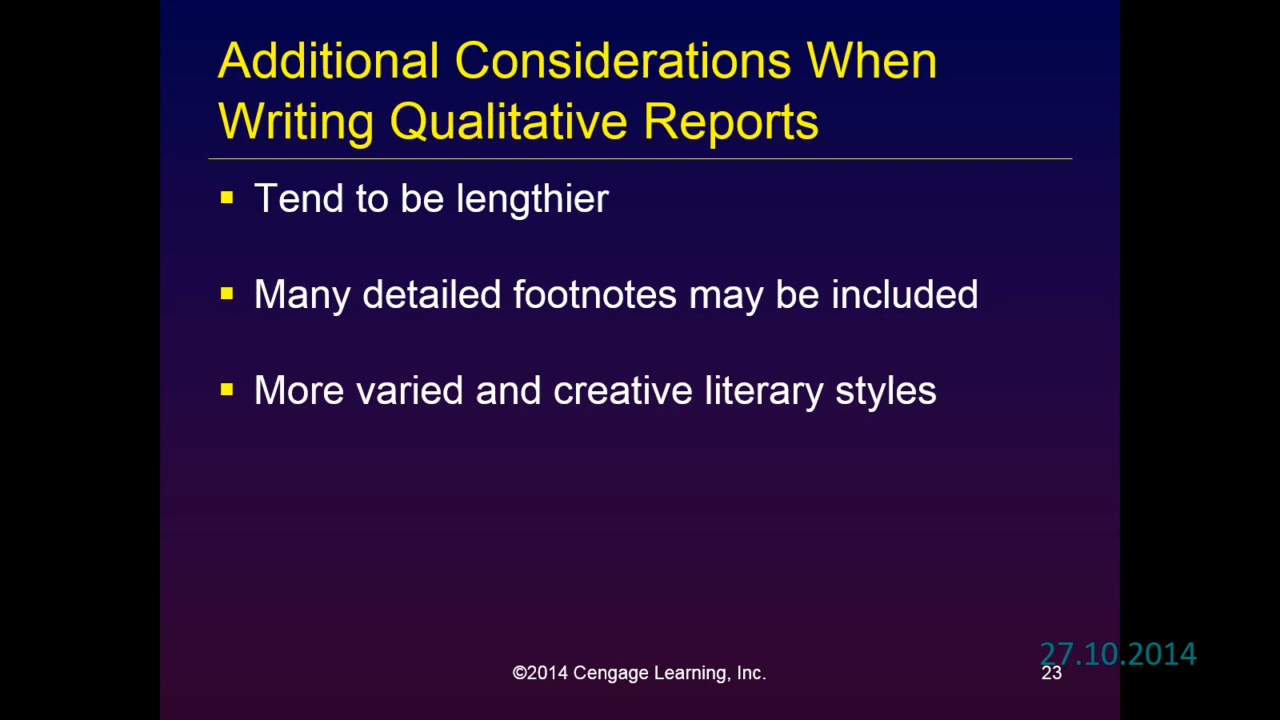 Additional Considerations When
Writing Qualitative Reports
▪ Tend to be lengthier
▪ Many detailed footnotes may be included
▪ More varied and creative literary styles
27.10.2014
©2014 Cengage Learning, Inc.
23